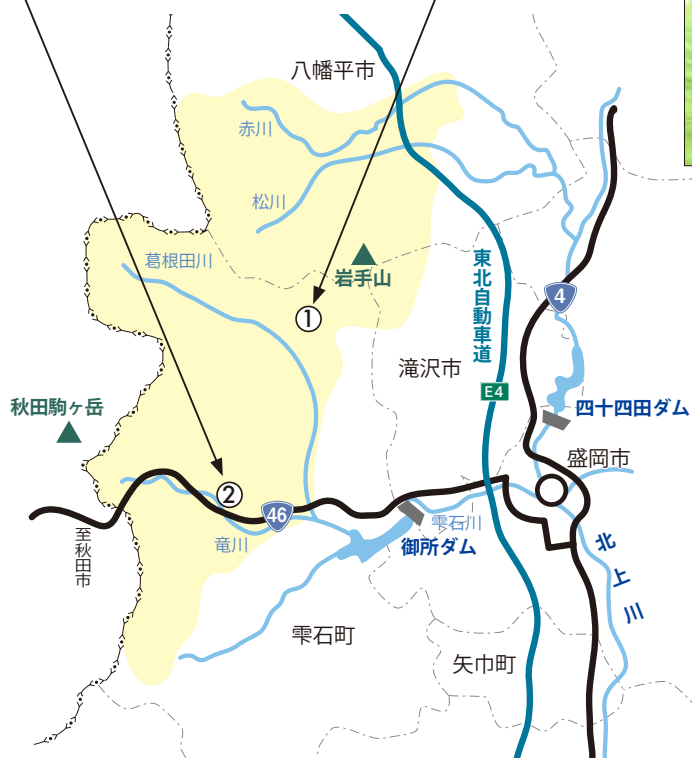 八幡平市
赤川
松川
葛根田川
岩手山
①
東北自動車道
4
滝沢市
E4
秋田駒ヶ岳
四十四田ダム
盛岡市
②
46
雫石川
至秋田市
竜川
御所ダム
北上川
雫石町
矢巾町